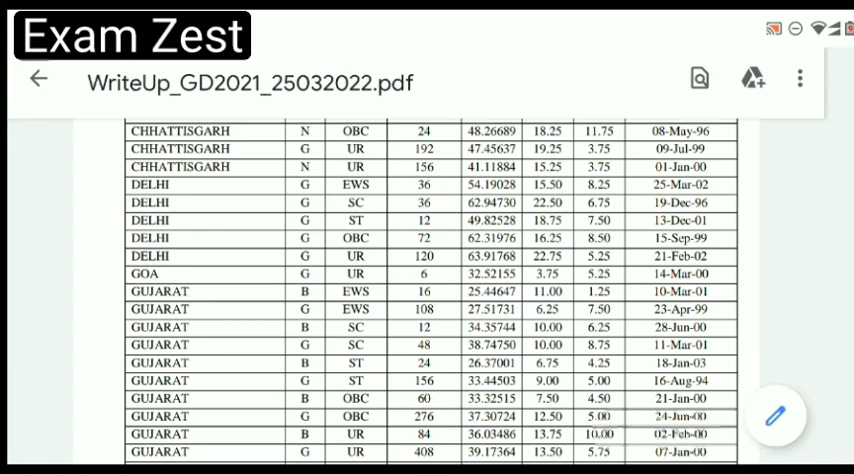 Exam Zest
WriteUp_GD2021_25032022.pdf
CHHATTISGARH N OBC 24 48.26689 18.25 11.75 08-May-96
CHHATTISGARH G UR 192 47.45637 19.25 3.75 09-Jul-99
CHHATTISGARH N UR 156 41.11884 15.25 3.75 01-Jan-00
DELHI G EWS 36 54.19028 15.50 8.25 25-Mar-02
DELHI G SC 36 62.94730 22.50 6.75 19-Dec-96
DELHI G ST 12 49.82528 18.75 7.50 13-Dec-01
DELHI G OBC 72 62.31976 16.25 8.50 15-Sep-99
DELHI G UR 120 63.91768 22.75 5.25 21-Feb-02
GOA G UR 6 32.52155 3.75 5.25 14-Mar-00
GUJARAT B EWS 16 25.44647 11.00 1.25 10-Mar-01
GUJARAT G EWS 108 27.51731 6.25 7.50 23-Apr-99
GUJARAT B SC 12 34.35744 10.00 6.25 28-Jun-00
GUJARAT G SC 48 38.74750 10.00 8.75 11-Mar-01
GUJARAT B ST 24 26.37001 6.75 4.25 18-Jan-03
GUJARAT G ST 156 33.44503 9.00 5.00 16-Aug-94
GUJARAT B OBC 60 33.32515 7.50 4.50 21-Jan-00
GUJARAT G OBC 276 37.30724 12.50 5.00 24-Jun-00
GUJARAT B UR 84 36.03486 13.75 10.00 02-Feb-00
GUJARAT G UR 408 39.17364 13.50 5.75 07-Jan-00